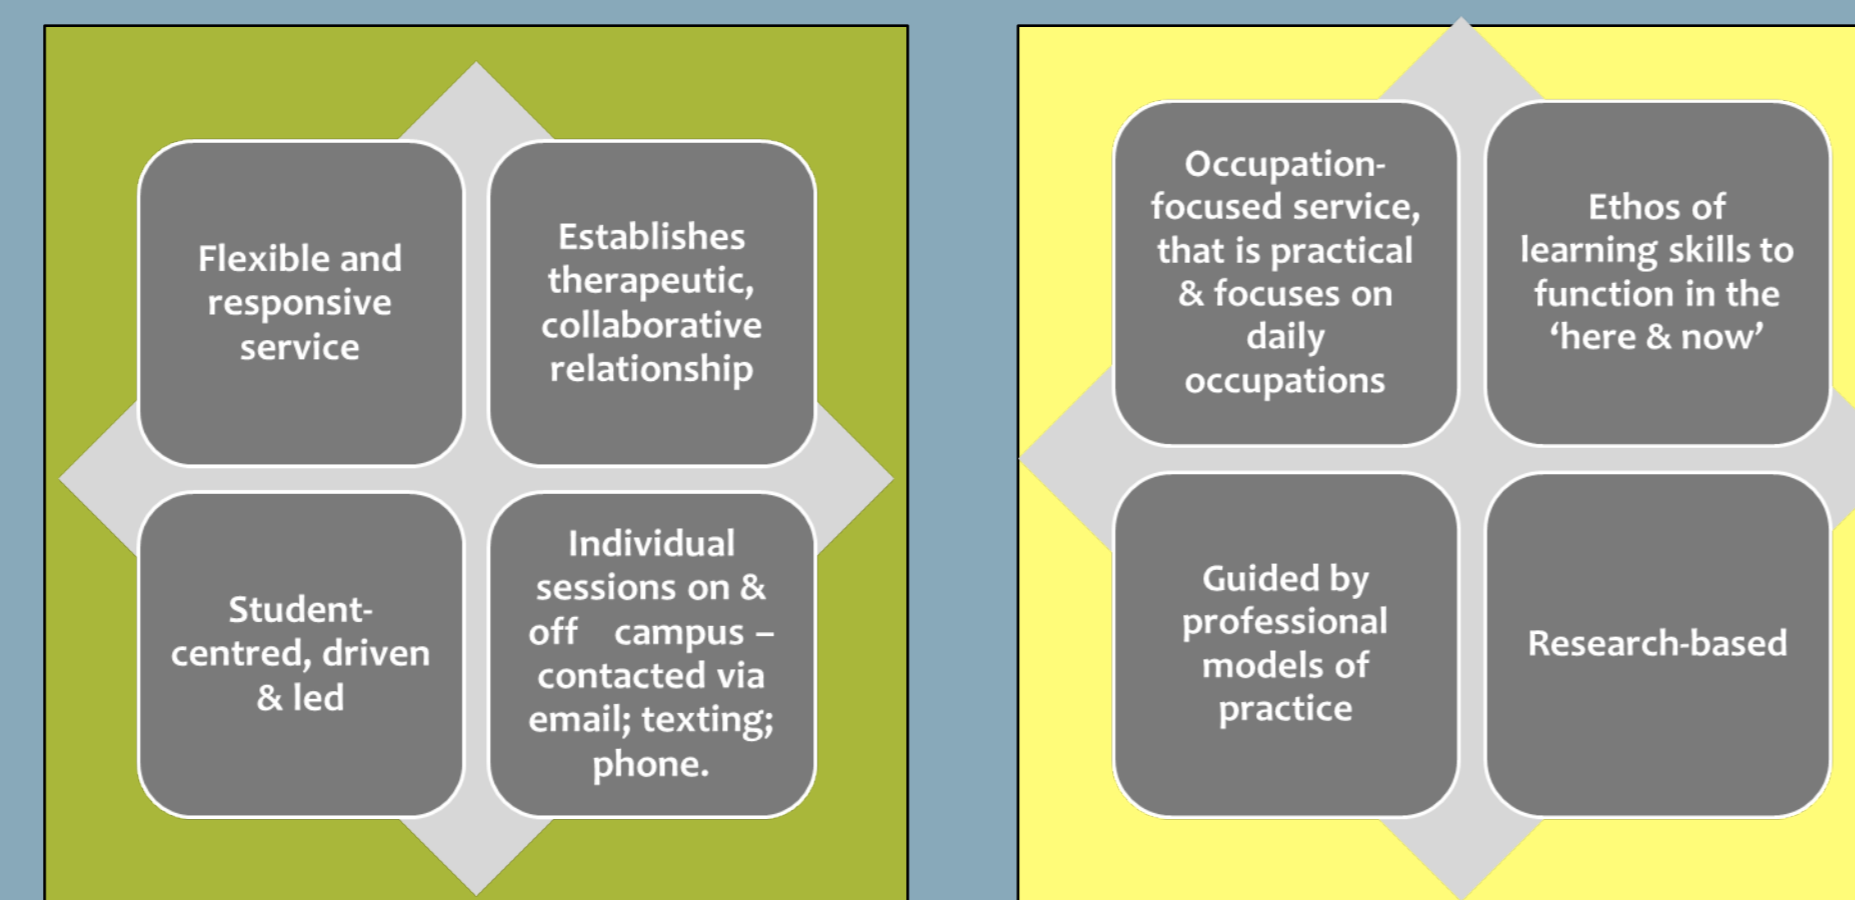 Flexible and
responsive
service
Establishes
therapeutic,
collaborative
relationship
Student-
centred, driven
& led
Individual
sessions on &
off campus –
contacted via
email; texting;
phone.
Occupation-
focused service,
that is practical
& focuses on
daily
occupations
Ethos of
learning skills to
function in the
‘here & now’
Guided by
professional
models of
practice
Research-based